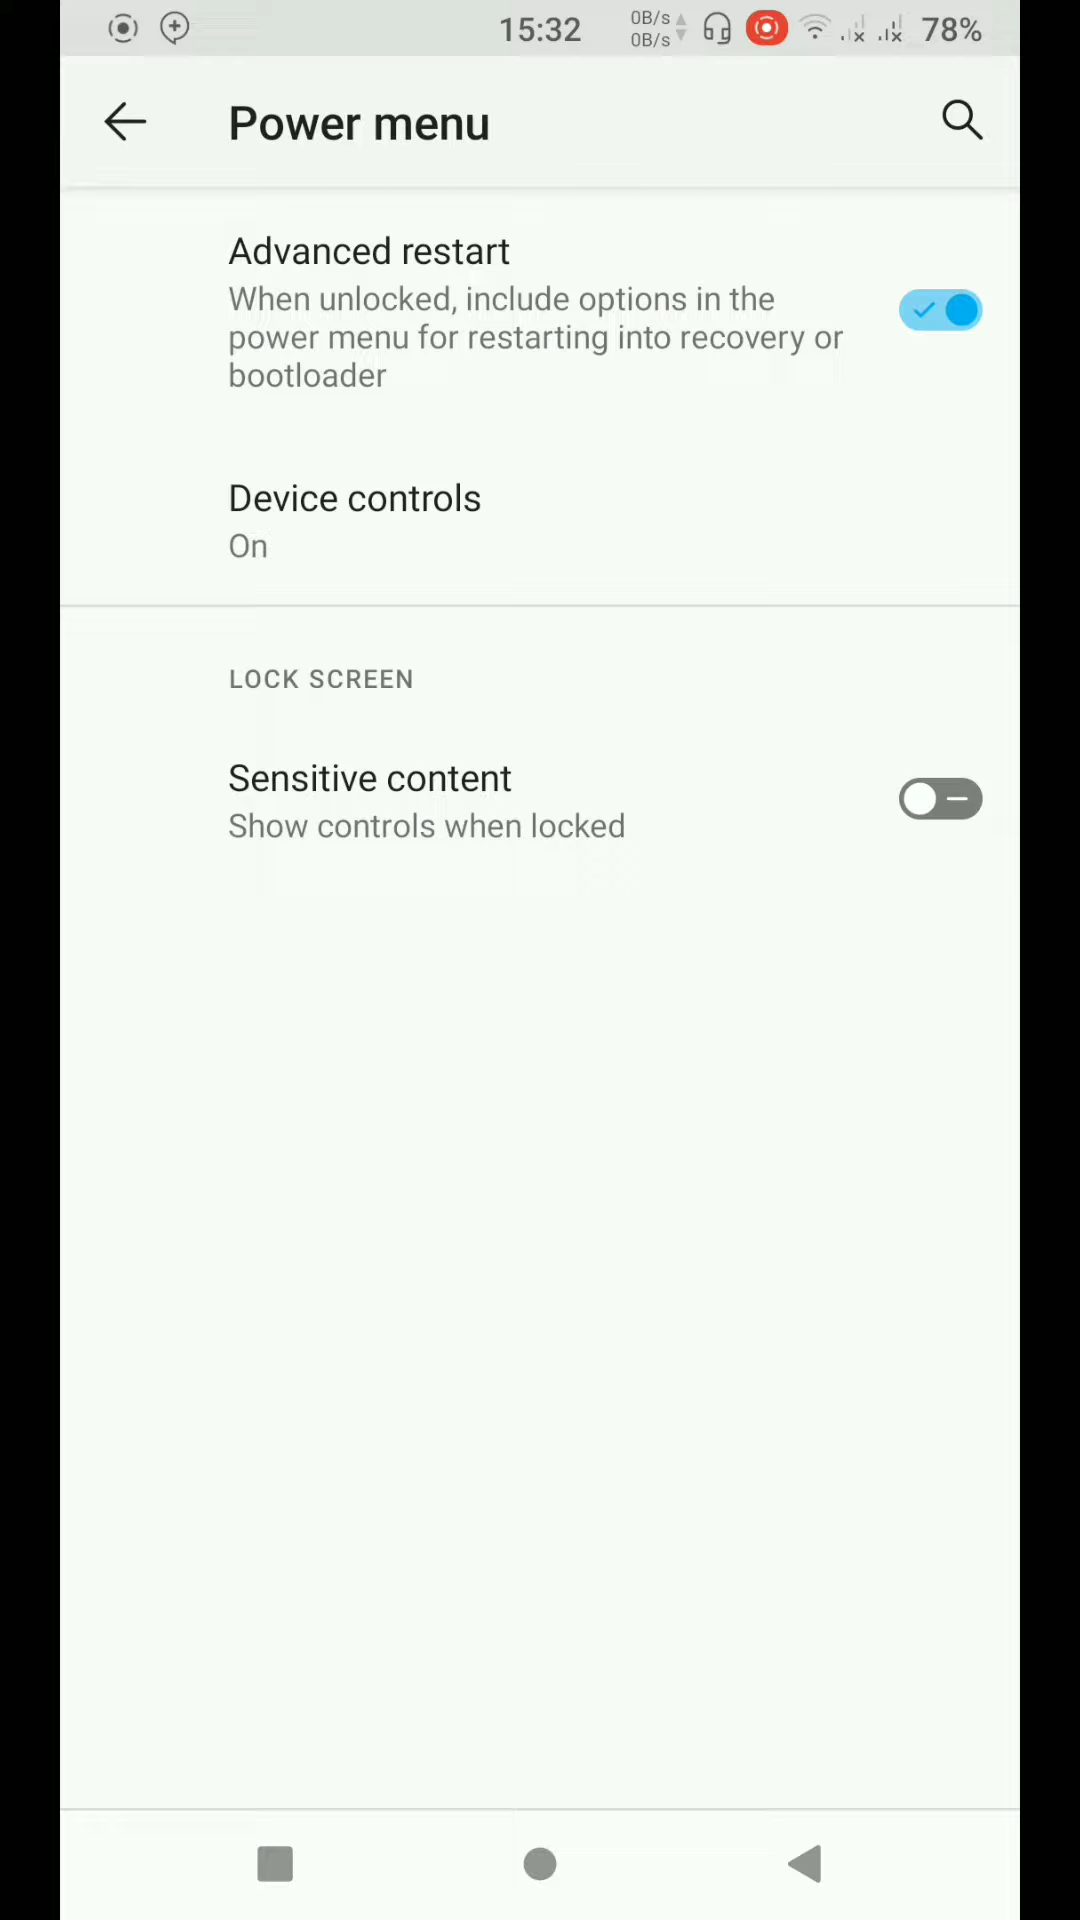 15:32 0B/s 78%
0B/s
Power menu
Advanced restart
When unlocked, include options in the
power menu for restarting into recovery or
bootloader
Device controls
On
LOCK SCREEN
Sensitive content
Show controls when locked